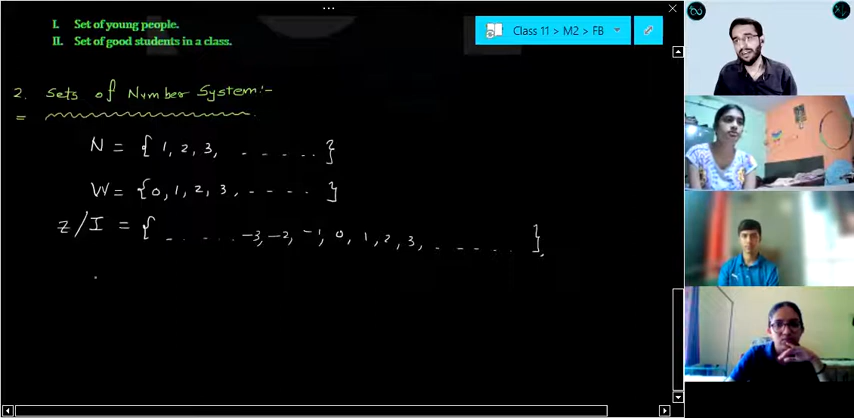 I. Set of young people.
II. Set of good students in a class.
Class 11 > M2 > FB
2. Sets of Number System:-
N = { 1, 2, 3, ...... }
W = {0, 1, 2, 3, ...... }
Z/I = { ..... -3, -2, -1, 0, 1, 2, 3, ...... }.